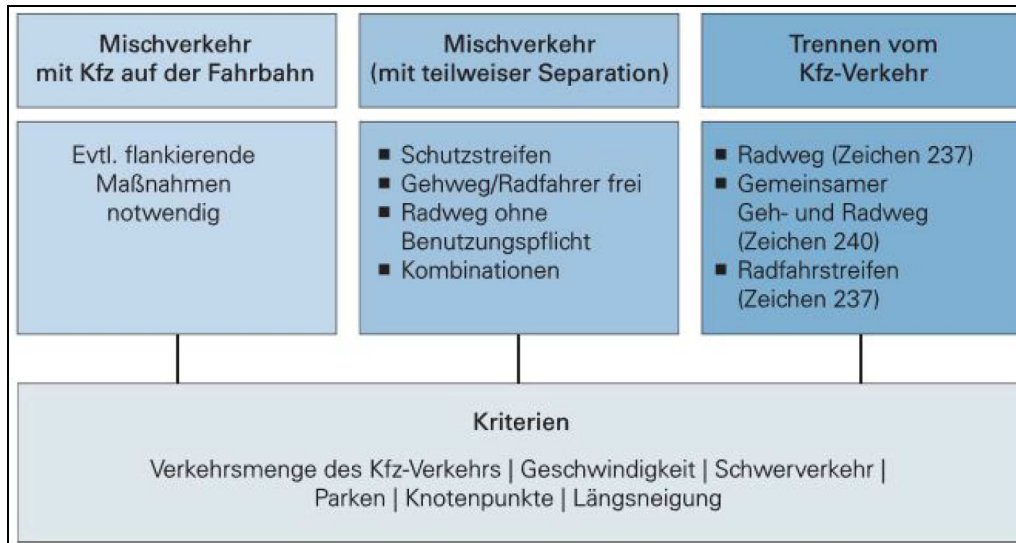 Mischverkehr
mit Kfz auf der Fahrbahn
Evtl. flankierende
Maßnahmen
notwendig
Mischverkehr
(mit teilweiser Separation)
■ Schutzstreifen
■ Gehweg/Radfahrer frei
■ Radweg ohne
Benutzungspflicht
■ Kombinationen
Trennen vom
Kfz-Verkehr
■ Radweg (Zeichen 237)
■ Gemeinsamer
Geh- und Radweg
(Zeichen 240)
■ Radfahrstreifen
(Zeichen 237)
Kriterien
Verkehrsmenge des Kfz-Verkehrs | Geschwindigkeit | Schwerverkehr |
Parken | Knotenpunkte | Längsneigung